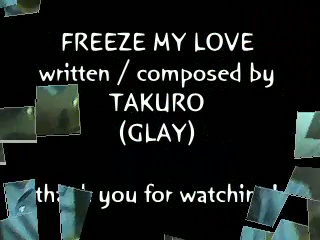 FREEZE MY LOVE
written / composed by
TAKURO
(GLAY)
you for